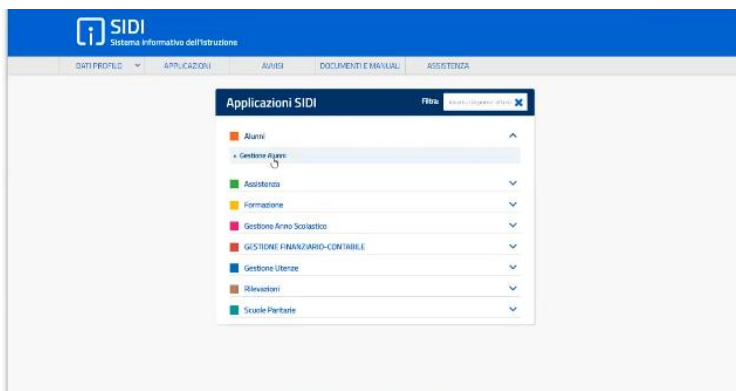 SIDI
Sistema Informativo dell'Istruzione
DATI PROFILO APPLICAZIONI AVVISI DOCUMENTI E MANUALI ASSISTENZA
Applicazioni SIDI Filtra:
Alunni
Gestione Alunni
Assistenza
Formazione
Gestione Anno Scolastico
GESTIONE FINANZIARIO-CONTABILE
Gestione Utenze
Rilevazioni
Scuole Paritarie